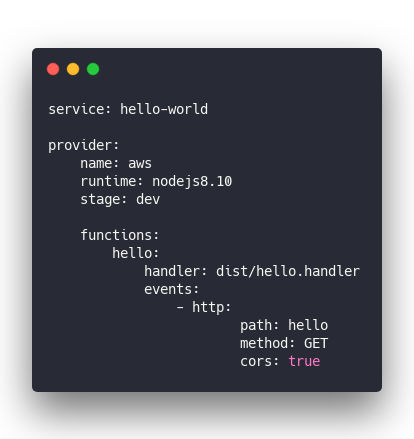 service: hello-world

provider:
    name: aws
    runtime: nodejs8.10
    stage: dev

    functions:
        hello:
            handler: dist/hello.handler
            events:
                - http:
                        path: hello
                        method: GET
                        cors: true